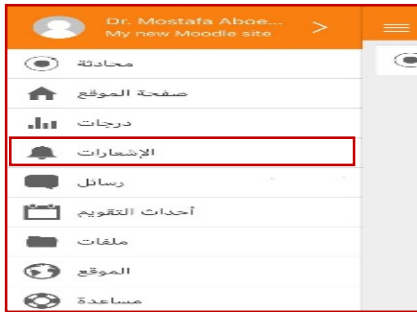 Dr. Mostafa Aboe...
My new Moodle site
محادثة
صفحة الموقع
درجات
الإشعارات
رسائل
أحداث التقويم
ملفات
الموقع
مساعدة